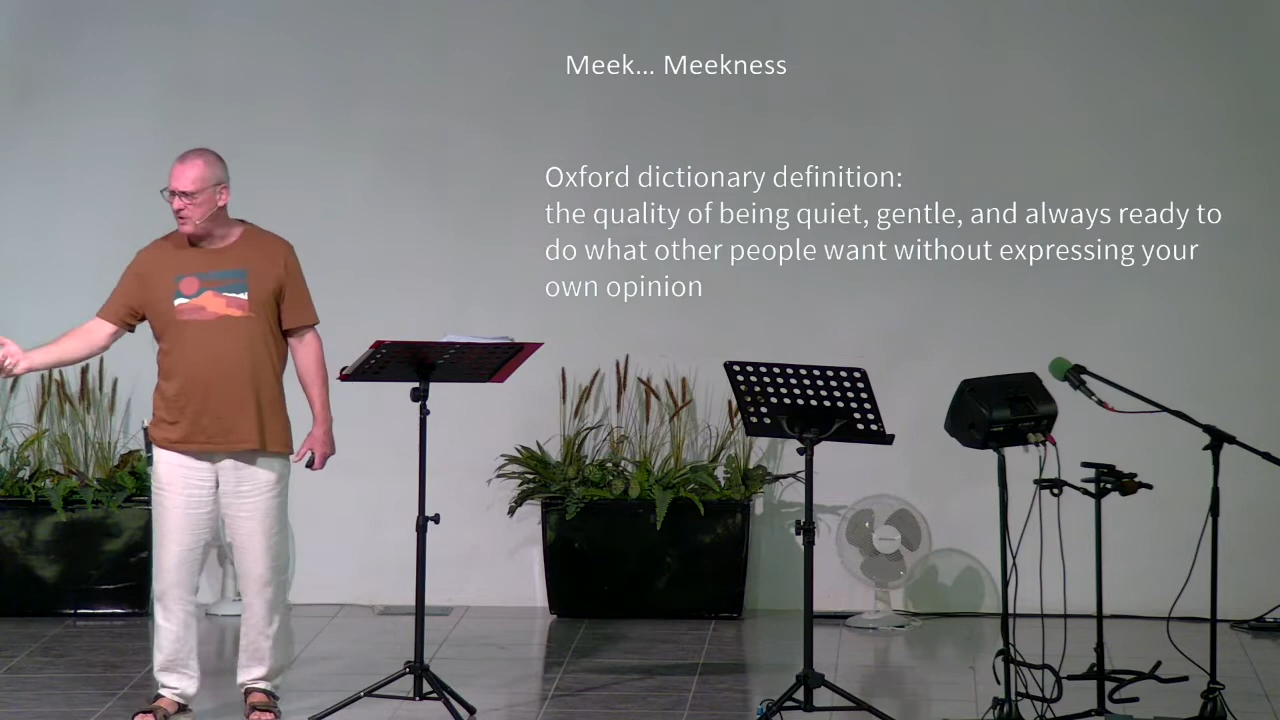 Meek... Meekness
Oxford dictionary definition:
the quality of being quiet, gentle, and always ready to
do what other people want without expressing your
own opinion